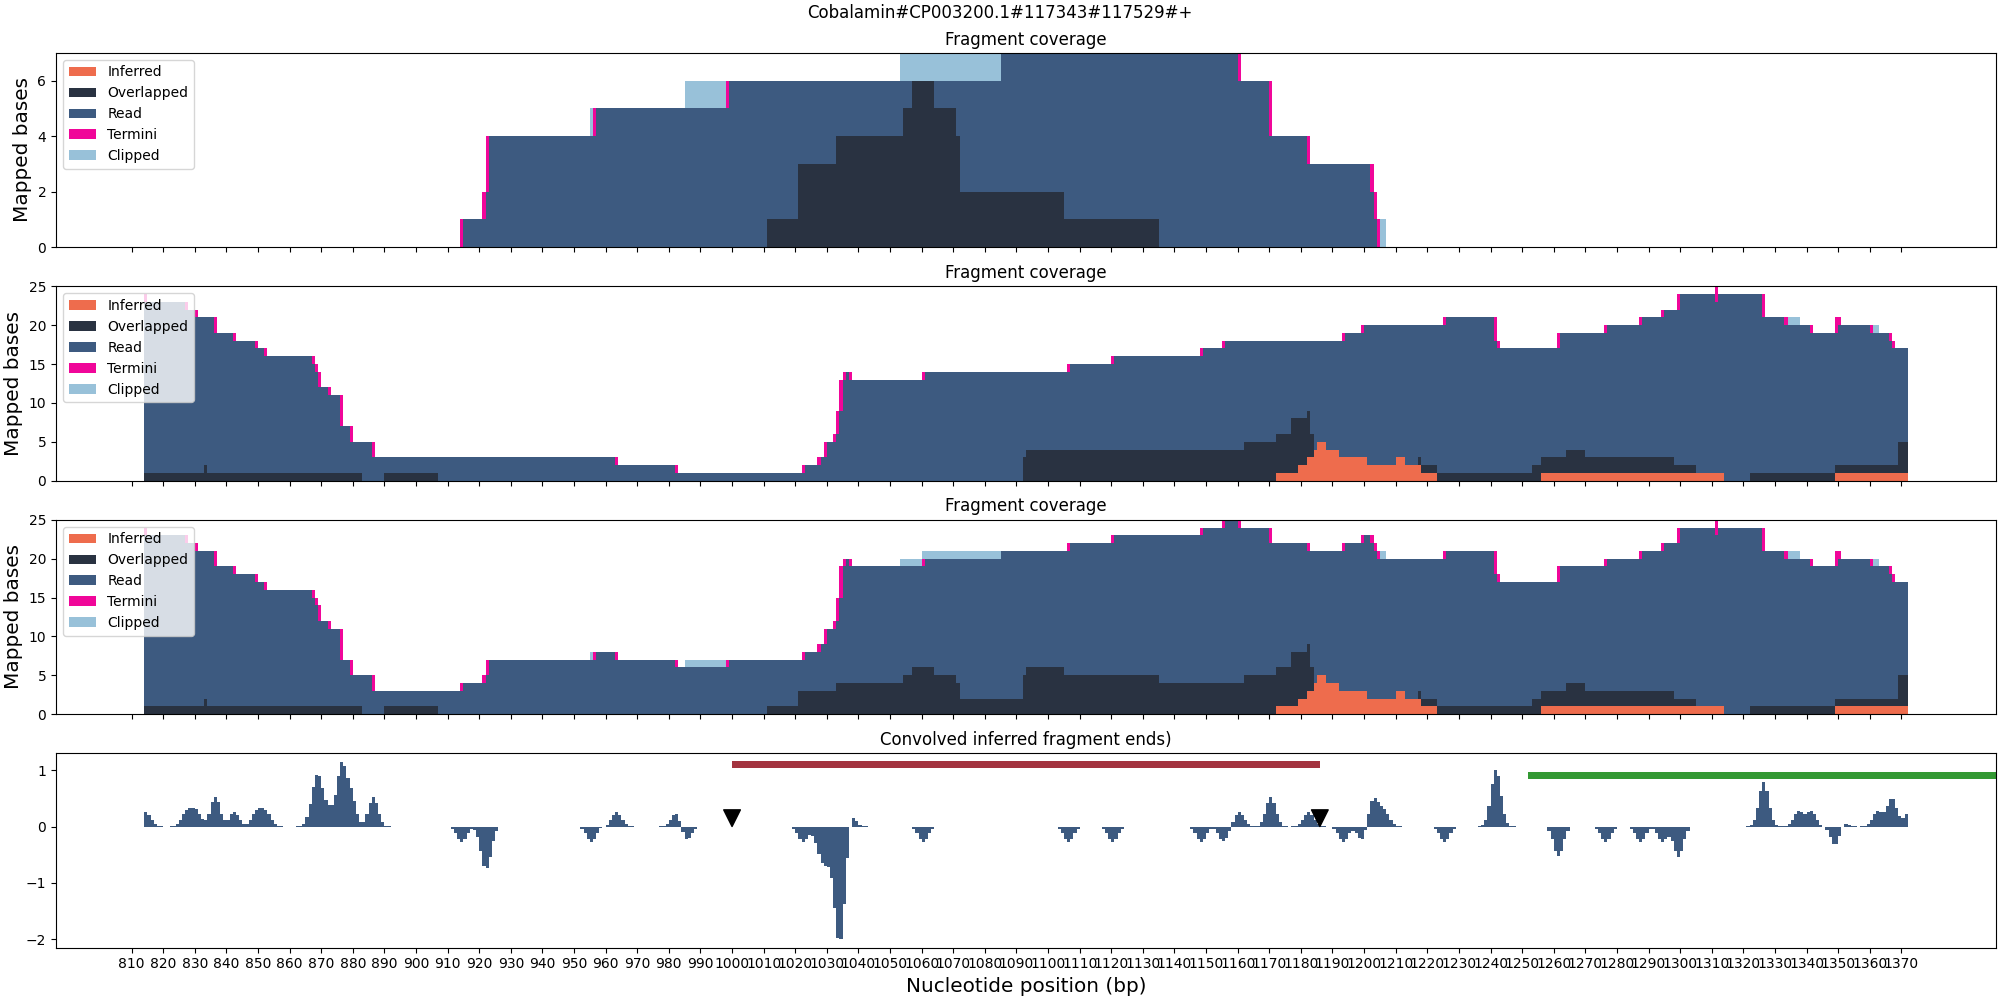 Cobalamin#CP003200.1#117343#117529#+
Fragment coverage
Mapped bases
6
4
2
0
Inferred
Overlapped
Read
Termini
Clipped
Fragment coverage
Mapped bases
25
20
15
10
5
0
Inferred
Overlapped
Read
Termini
Clipped
Fragment coverage
Mapped bases
25
20
15
10
5
0
Inferred
Overlapped
Read
Termini
Clipped
Convolved inferred fragment ends)
1
0
−1
−2
810 820 830 840 850 860 870 880 890 900 910 920 930 940 950 960 970 980 990 1000 1010 1020 1030 1040 1050 1060 1070 1080 1090 1100 1110 1120 1130 1140 1150 1160 1170 1180 1190 1200 1210 1220 1230 1240 1250 1260 1270 1280 1290 1300 1310 1320 1330 1340 1350 1360 1370
Nucleotide position (bp)